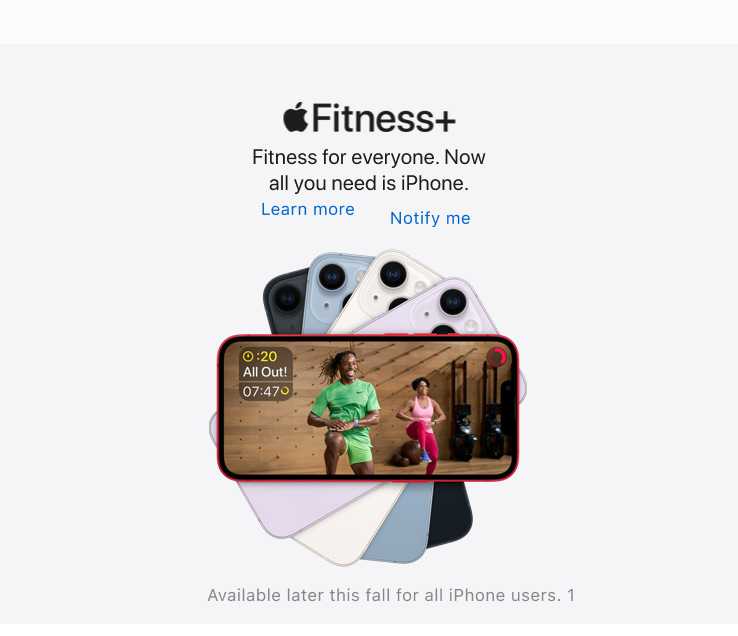 Fitness+
Fitness for everyone. Now
all you need is iPhone.
Learn more
Notify me
:20
All Out!
07:47
Available later this fall for all iPhone users. 1